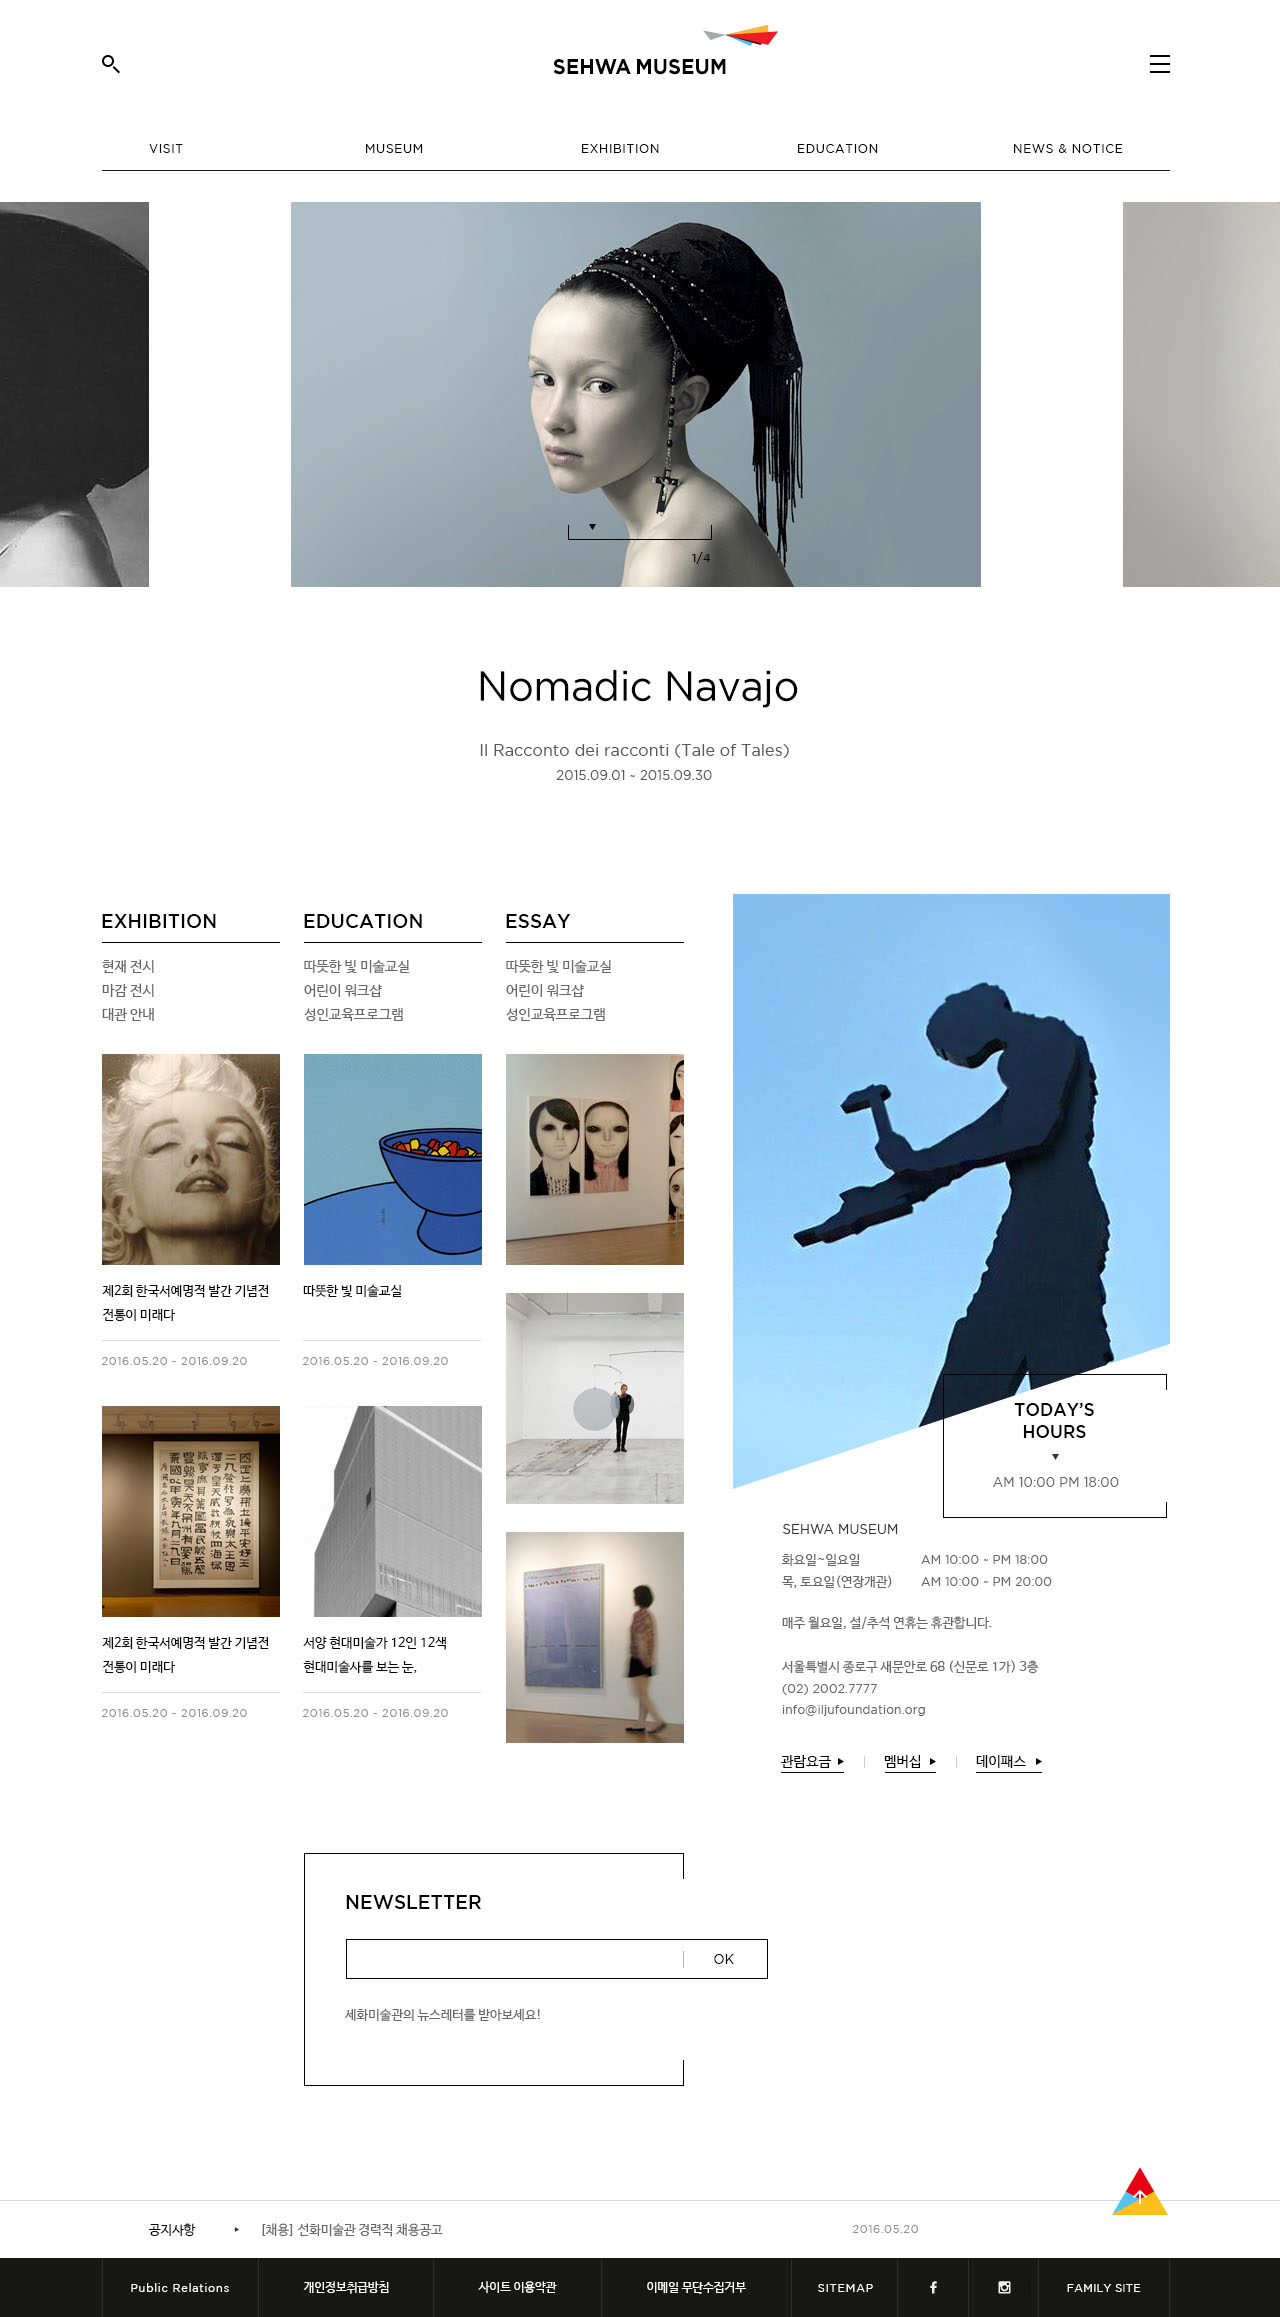 SEHWA MUSEUM
VISIT
MUSEUM
EXHIBITION
EDUCATION
NEWS & NOTICE
1/4
Nomadic Navajo
Il Racconto dei racconti (Tale of Tales)
2015.09.01 ~ 2015.09.30
EXHIBITION
현재 전시
마감 전시
대관 안내
제2회 한국서예명적 발간 기념전
전통이 미래다
2016.05.20 - 2016.09.20
제2회 한국서예명적 발간 기념전
전통이 미래다
2016.05.20 - 2016.09.20
EDUCATION
따뜻한 빛 미술교실
어린이 워크샵
성인교육프로그램
따뜻한 빛 미술교실
2016.05.20 - 2016.09.20
서양 현대미술가 12인 12색
현대미술사를 보는 눈,
2016.05.20 - 2016.09.20
ESSAY
따뜻한 빛 미술교실
어린이 워크샵
성인교육프로그램
TODAY'S
HOURS
AM 10:00 PM 18:00
SEHWA MUSEUM
화요일~일요일 AM 10:00 ~ PM 18:00
목, 토요일(연장개관) AM 10:00 ~ PM 20:00
매주 월요일, 설/추석 연휴는 휴관합니다.
서울특별시 종로구 새문안로 68 (신문로 1가) 3층
(02) 2002.7777
info@iljufoundation.org
관람요금
멤버십
데이패스
NEWSLETTER
OK
세화미술관의 뉴스레터를 받아보세요!
공지사항
[채용] 선화미술관 경력직 채용공고
2016.05.20
Public Relations
개인정보취급방침
사이트 이용약관
이메일 무단수집거부
SITEMAP
FAMILY SITE